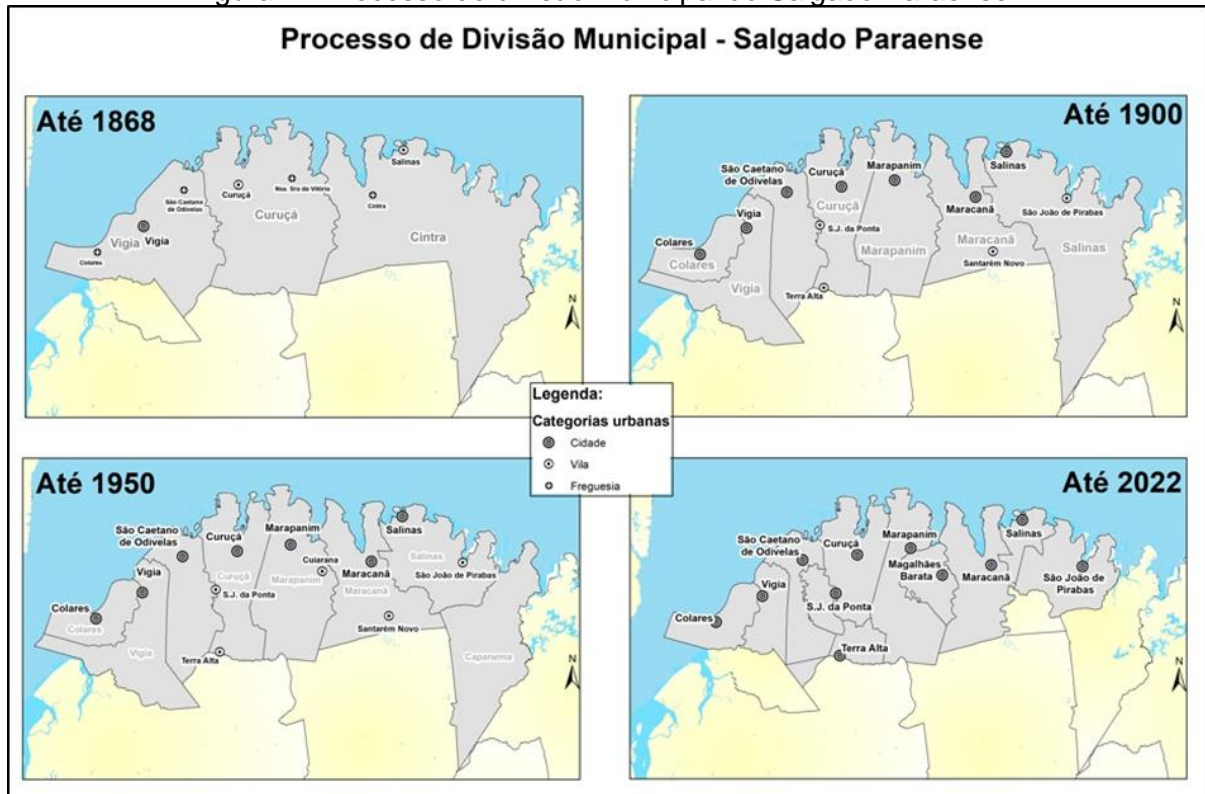 Processo de Divisão Municipal - Salgado Paraense
Até 1868
Salinas
São Caetano
de Odivelas
Curuçá
Nsa. Sra da Vitória
Cintra
Curuçá
Vigia
Vigia
Cintra
Colares
N
Até 1900
Salinas
São Caetano
de Odivelas
Curuçá
Marapanim
Maracanã
São João de Pirabas
Vigia
Curuçá
S.J. da Ponta
Colares
Colares
Marapanim
Maracanã
Santarém Novo
Salinas
Vigia
Terra Alta
N
Legenda:
Categorias urbanas
Cidade
Vila
Freguesia
Até 1950
Salinas
São Caetano
de Odivelas
Curuçá
Marapanim
Cuiarana
Maracanã
Salinas
São João de Pirabas
Vigia
Curuçá
Marapanim
Maracanã
S.J. da Ponta
Colares
Colares
Santarém Novo
Vigia
Terra Alta
Capanema
N
Até 2022
Salinas
São Caetano
de Odivelas
Curuçá
Marapanim
Magalhães
Barata
Maracanã
São João de
Pirabas
Vigia
S.J. da Ponta
Colares
Terra Alta
N